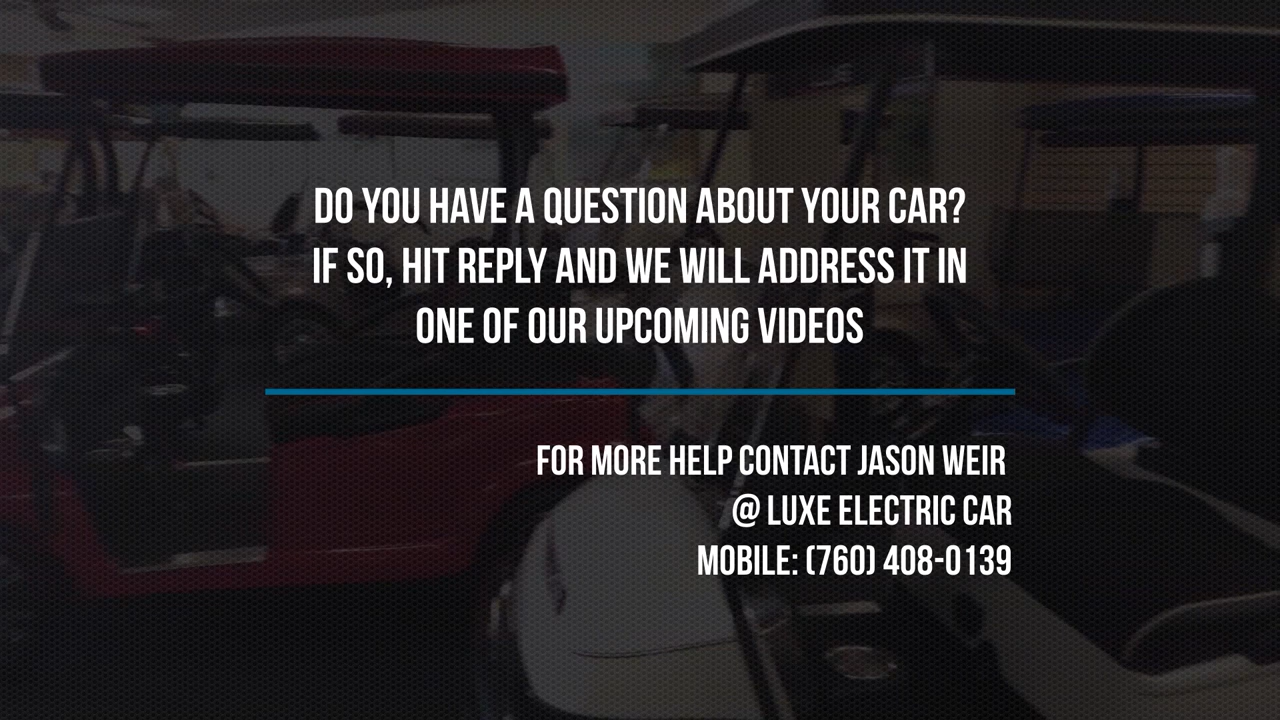 DO YOU HAVE A QUESTION ABOUT YOUR CAR?
IF SO, HIT REPLY AND WE WILL ADDRESS IT IN
ONE OF OUR UPCOMING VIDEOS
FOR MORE HELP CONTACT JASON WEIR
@ LUXE ELECTRIC CAR
MOBILE: (760) 408-0139